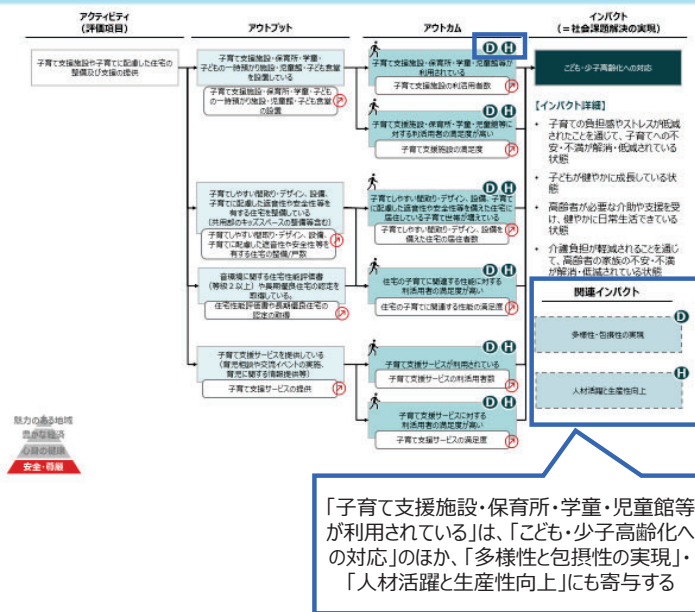 アクティビティ
(評価項目)
アウトプット
アウトカム
インパクト
(=社会課題解決の実現)
子育て支援施設や子育てに配慮した住宅の
整備及び支援の提供
子育て支援施設・保育所・学童・
子どもの一時預かり施設・児童館・子ども食堂
を設置している
子育て支援施設・保育所・学童・子ども
の一時預かり施設・児童館・子ども食堂
の設置
D H
子育て支援施設・保育所・学童・児童館等が
利用されている
子育て支援施設の利活用者数
D H
子育て支援施設・保育所・学童・児童館等に
対する利活用者の満足度が高い
子育て支援施設の満足度
子育てしやすい間取り・デザイン、設備、
子育てに配慮した遮音性や安全性等を
有する住宅を整備している
(共用部のキッズスペースの整備等含む)
子育てしやすい間取り・デザイン、設備、
子育てに配慮した遮音性や安全性等を
有する住宅の整備/戸数
D H
子育てしやすい間取り・デザイン、設備、子育て
に配慮した遮音性や安全性等を備えた住宅に
居住している子育て世帯が増えている
子育てしやすい間取り・デザイン、設備を
備えた住宅の居住者数
音環境に関する住宅性能評価書
(等級2以上)や長期優良住宅の認定を
取得している。
住宅性能評価書や長期優良住宅の
認定の取得
D H
住宅の子育てに関連する性能に対する
利活用者の満足度が高い
住宅の子育てに関連する性能の満足度
子育て支援サービスを提供している
(育児相談や交流イベントの実施、
育児に関する情報提供等)
子育て支援サービスの提供
D H
子育て支援サービスが利用されている
子育て支援サービスの利活用者数
D H
子育て支援サービスに対する
利活用者の満足度が高い
子育て支援サービスの満足度
こども・少子高齢化への対応
【インパクト詳細】
• 子育ての負担感やストレスが低減
されたことを通じて、子育てへの不
安・不満が解消・低減されている
状態
• 子どもが健やかに成長している状
態
• 高齢者が必要な介助や支援を受
け、健やかに日常生活できている
状態
• 介護負担が軽減されることを通じ
て、高齢者の家族の不安・不満
が解消・低減されている状態
関連インパクト
D
多様性・包摂性の実現
H
人材活躍と生産性向上
魅力のある地域
豊かな経済
心身の健康
安全・尊厳
「子育て支援施設・保育所・学童・児童館等
が利用されている」は、「こども・少子高齢化へ
の対応」のほか、「多様性と包摂性の実現」・
「人材活躍と生産性向上」にも寄与する